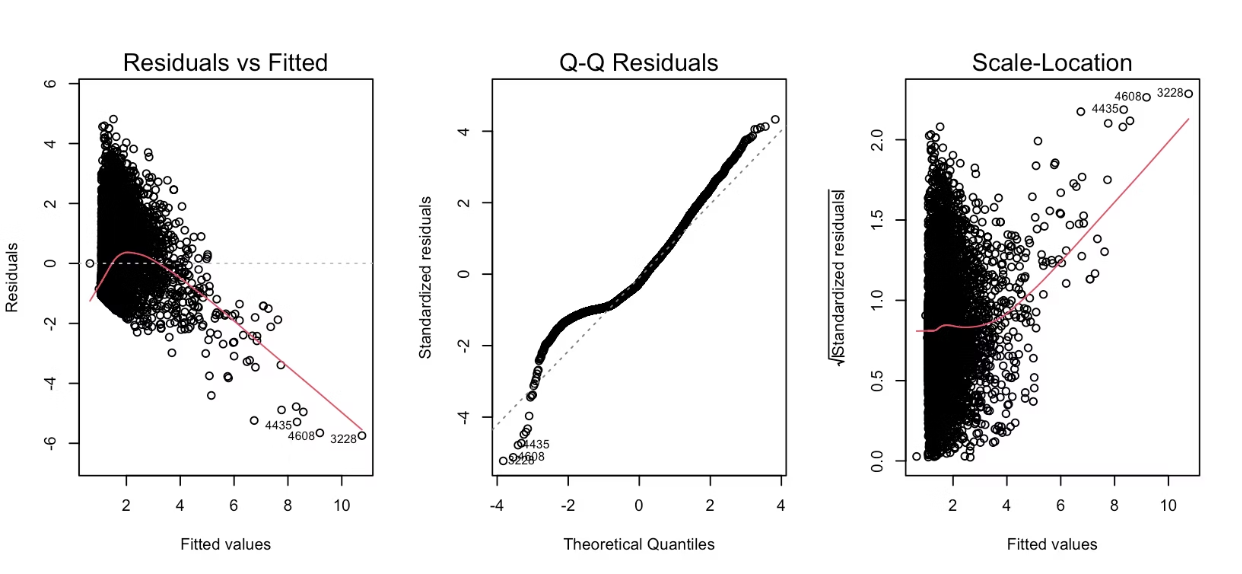 Residuals vs Fitted
Residuals
6
4
2
0
-2
-4
-6
4435
4608
3228
2 4 6 8 10
Fitted values
Q-Q Residuals
Standardized residuals
4
2
0
-2
-4
4435
4608
3228
-4 -2 0 2 4
Theoretical Quantiles
Scale-Location
√|Standardized residuals|
2.0
1.5
1.0
0.5
0.0
4608 3228
4435
2 4 6 8 10
Fitted values